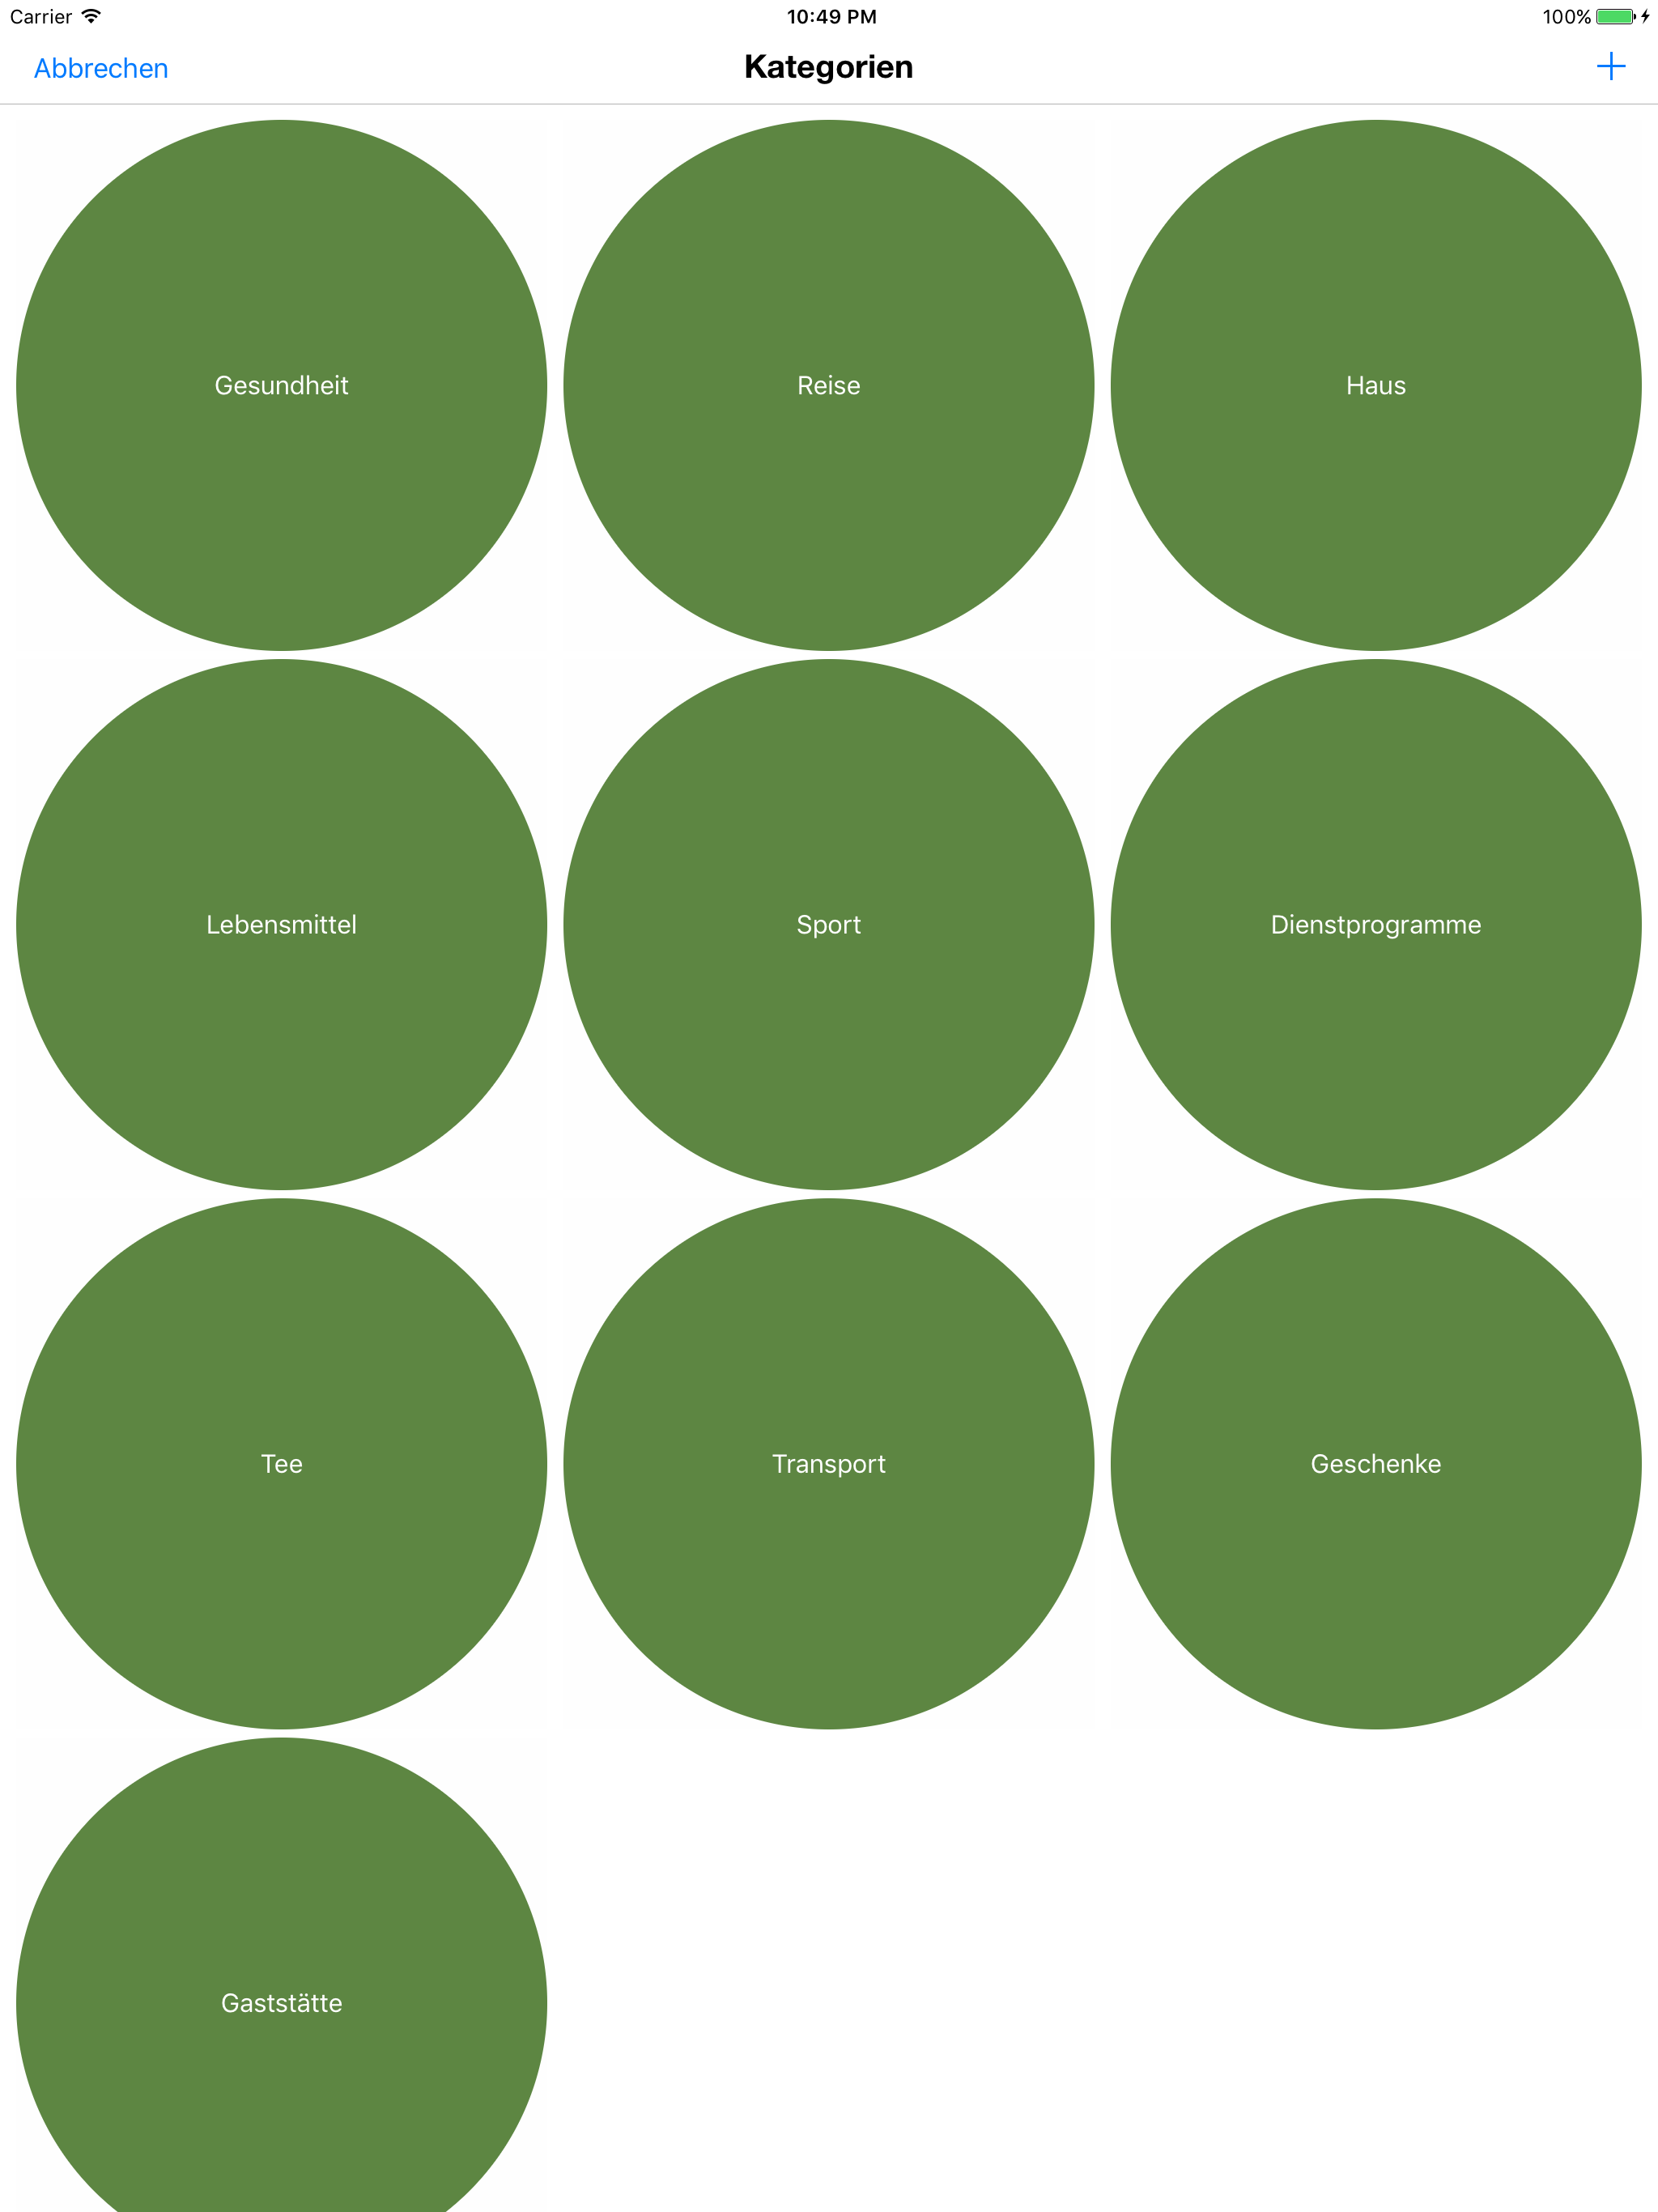 Carrier 10:49 PM 100%
Abbrechen Kategorien +
Gesundheit Reise Haus
Lebensmittel Sport Dienstprogramme
Tee Transport Geschenke
Gaststätte